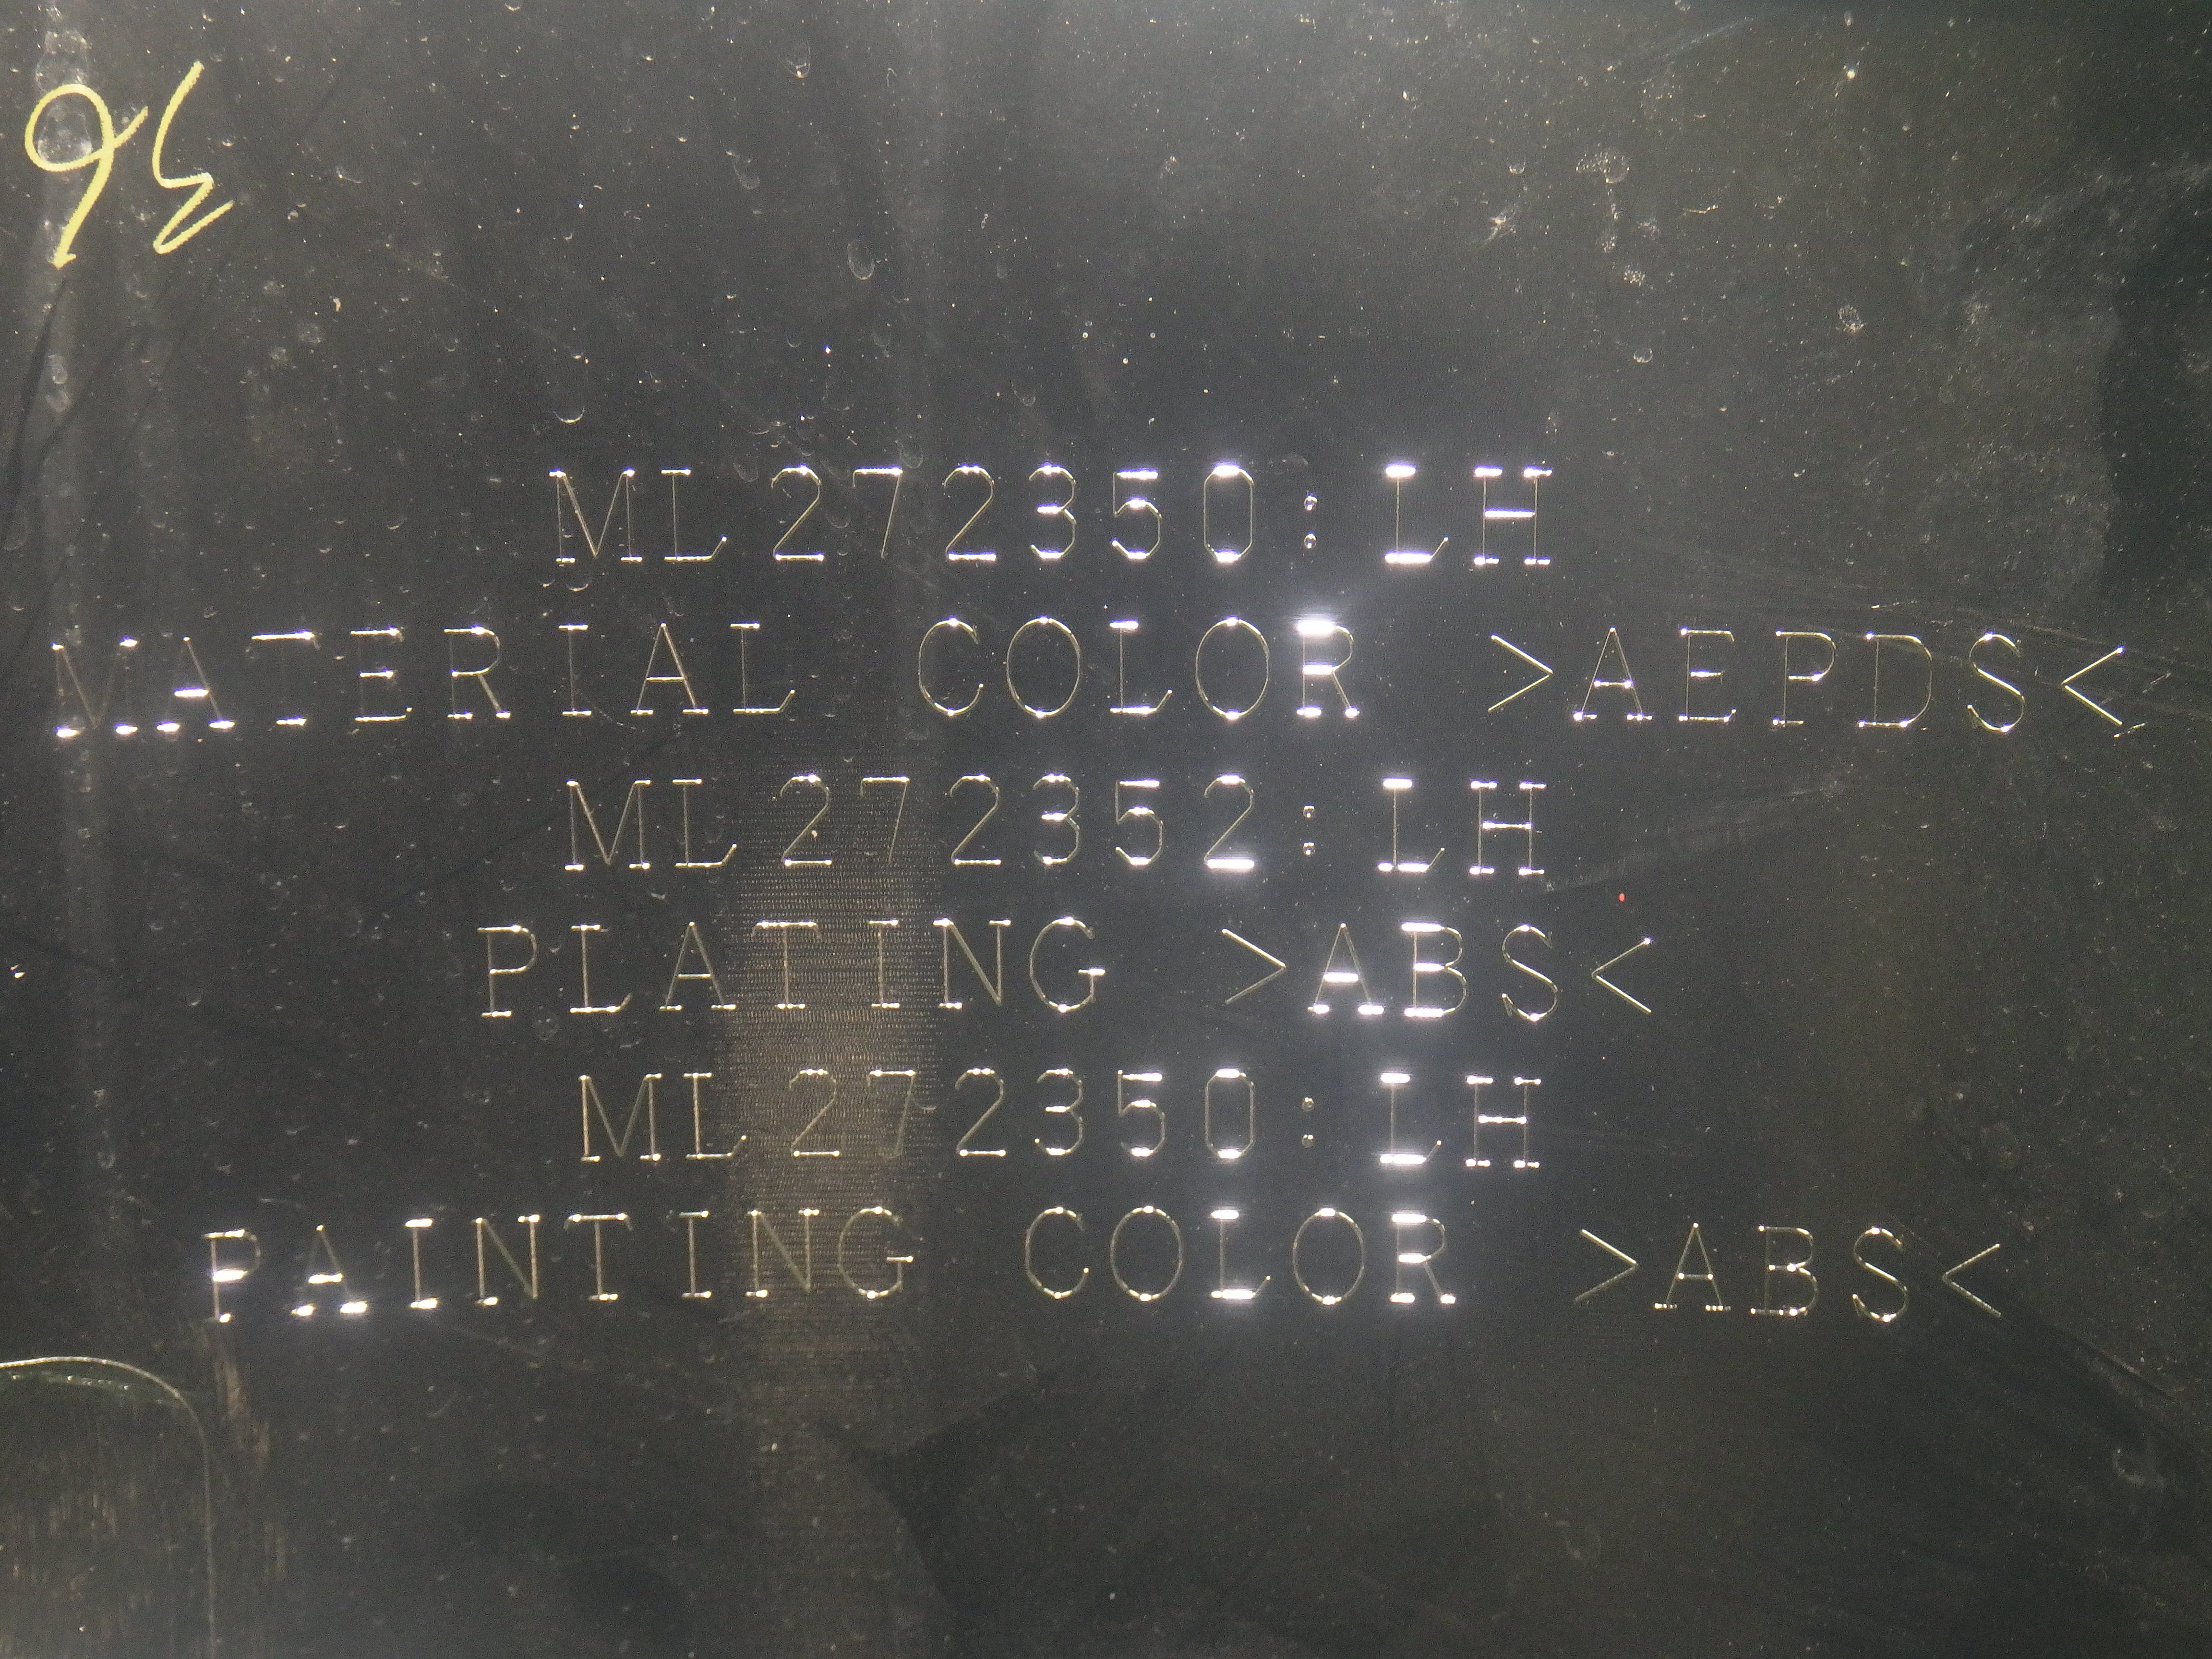 ML272350:LH
MATERIAL COLOR >AEPDS<
ML272352:LH
PLATING >ABS<
ML272350:LH
PAINTING COLOR >ABS<